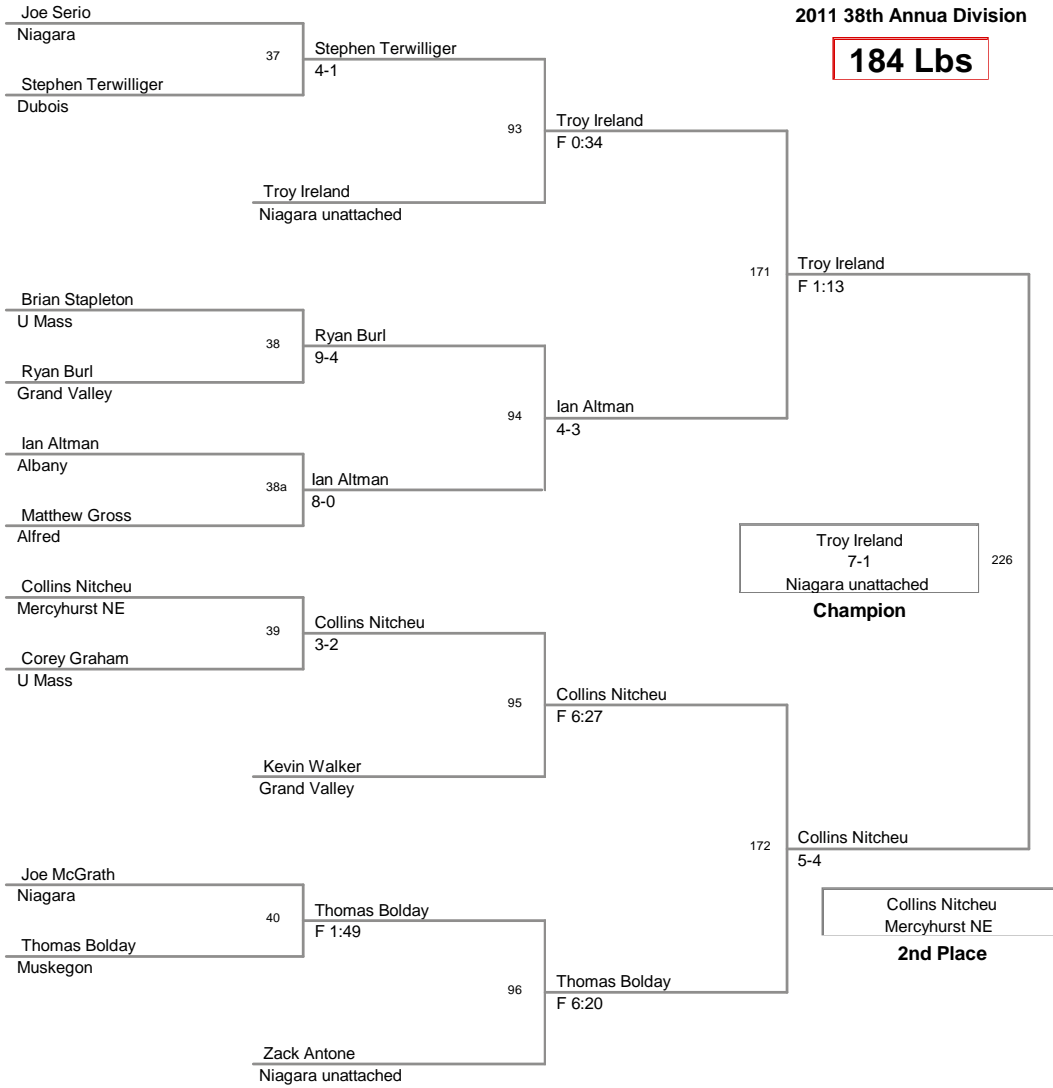 2011 38th Annua Division
184 Lbs
Joe Serio
Niagara
37
Stephen Terwilliger
4-1
Stephen Terwilliger
Dubois
93
Troy Ireland
F 0:34
Troy Ireland
Niagara unattached
171
Troy Ireland
F 1:13
Brian Stapleton
U Mass
38
Ryan Burl
9-4
Ryan Burl
Grand Valley
94
Ian Altman
4-3
Ian Altman
Albany
38a
Ian Altman
8-0
Matthew Gross
Alfred
Troy Ireland
7-1
Niagara unattached
226
Champion
Collins Nitcheu
Mercyhurst NE
39
Collins Nitcheu
3-2
Corey Graham
U Mass
95
Collins Nitcheu
F 6:27
Kevin Walker
Grand Valley
172
Collins Nitcheu
5-4
Joe McGrath
Niagara
40
Thomas Bolday
F 1:49
Thomas Bolday
Muskegon
Collins Nitcheu
Mercyhurst NE
2nd Place
96
Thomas Bolday
F 6:20
Zack Antone
Niagara unattached